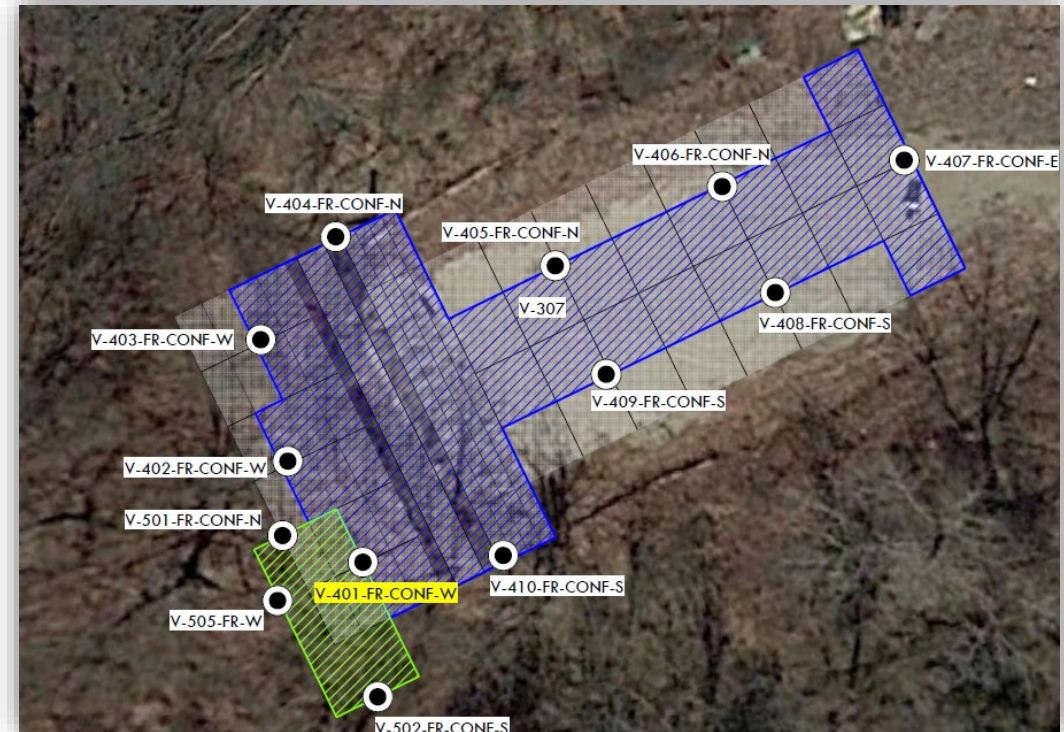 V-406-FR-CONF-N
V-407-FR-CONF-E
V-404-FR-CONF-N
V-405-FR-CONF-N
V-307
V-408-FR-CONF-S
V-403-FR-CONF-W
V-409-FR-CONF-S
V-402-FR-CONF-W
V-501-FR-CONF-N
V-410-FR-CONF-S
V-401-FR-CONF-W
V-505-FR-W
V-502-FR-CONF-S